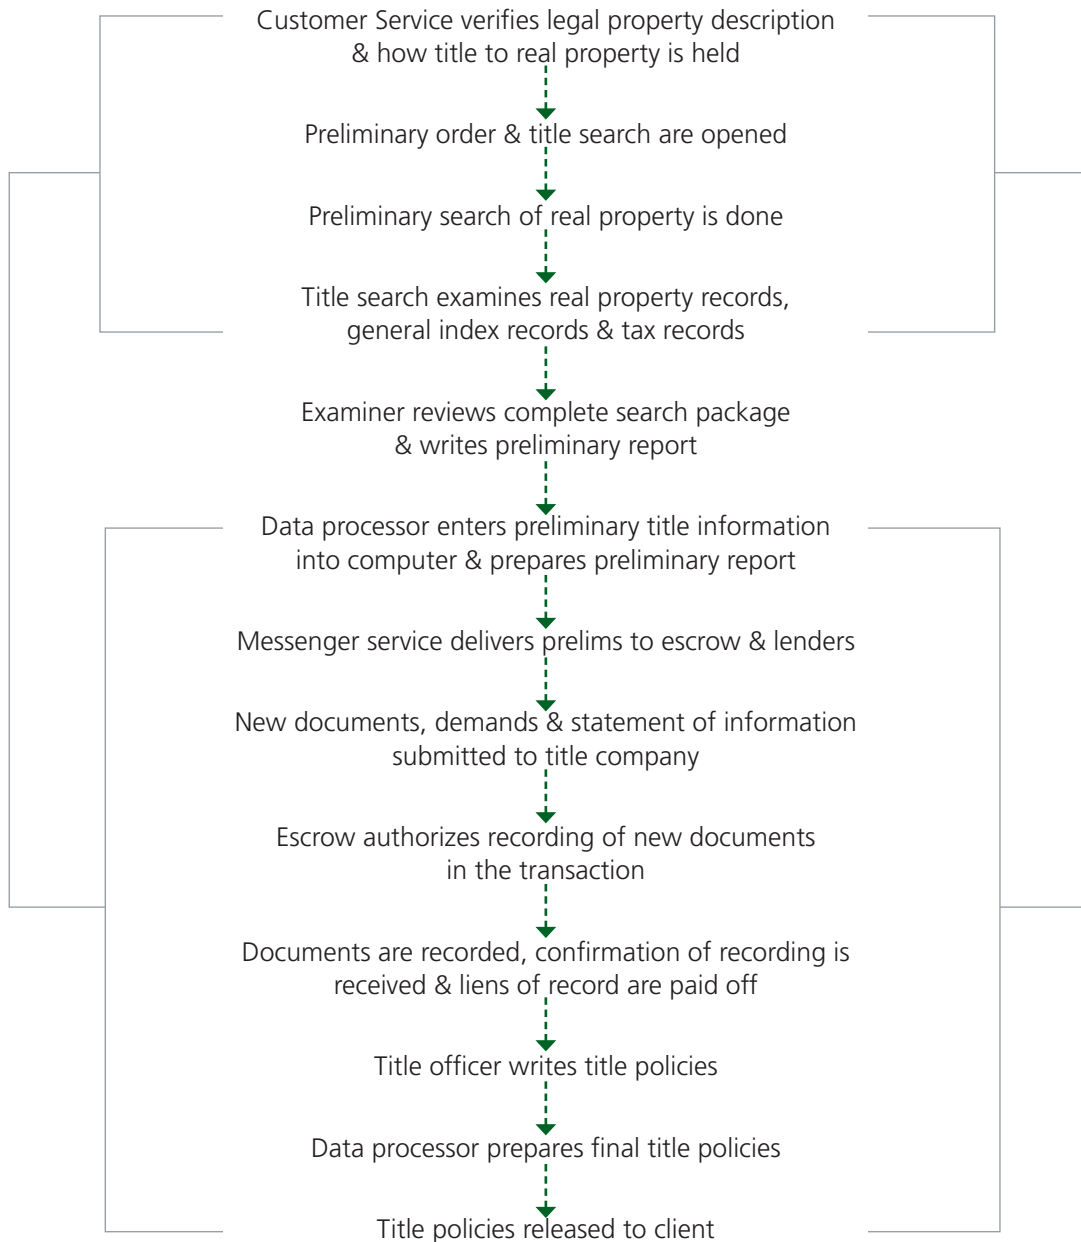 Customer Service verifies legal property description
& how title to real property is held
Preliminary order & title search are opened
Preliminary search of real property is done
Title search examines real property records,
general index records & tax records
Examiner reviews complete search package
& writes preliminary report
Data processor enters preliminary title information
into computer & prepares preliminary report
Messenger service delivers prelims to escrow & lenders
New documents, demands & statement of information
submitted to title company
Escrow authorizes recording of new documents
in the transaction
Documents are recorded, confirmation of recording is
received & liens of record are paid off
Title officer writes title policies
Data processor prepares final title policies
Title policies released to client